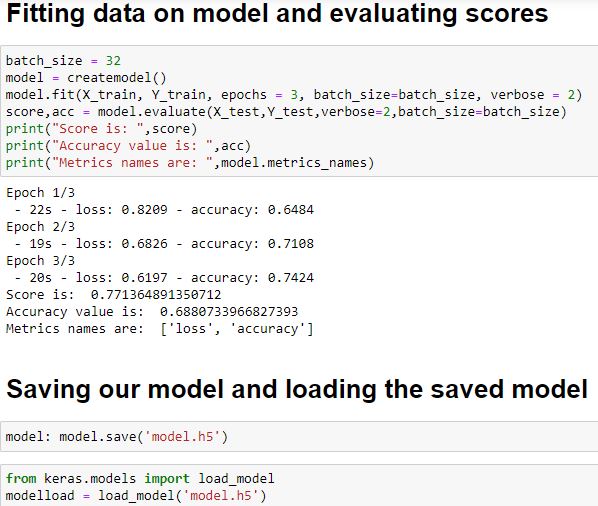 Fitting data on model and evaluating scores
batch_size = 32
model = createmodel()
model.fit(X_train, Y_train, epochs = 3, batch_size=batch_size, verbose = 2)
score,acc = model.evaluate(X_test,Y_test,verbose=2,batch_size=batch_size)
print("Score is: ",score)
print("Accuracy value is: ",acc)
print("Metrics names are: ",model.metrics_names)
Epoch 1/3
 - 22s - loss: 0.8209 - accuracy: 0.6484
Epoch 2/3
 - 19s - loss: 0.6826 - accuracy: 0.7108
Epoch 3/3
 - 20s - loss: 0.6197 - accuracy: 0.7424
Score is:  0.771364891350712
Accuracy value is:  0.6880733966827393
Metrics names are:  ['loss', 'accuracy']
Saving our model and loading the saved model
model: model.save('model.h5')
from keras.models import load_model
modelload = load_model('model.h5')